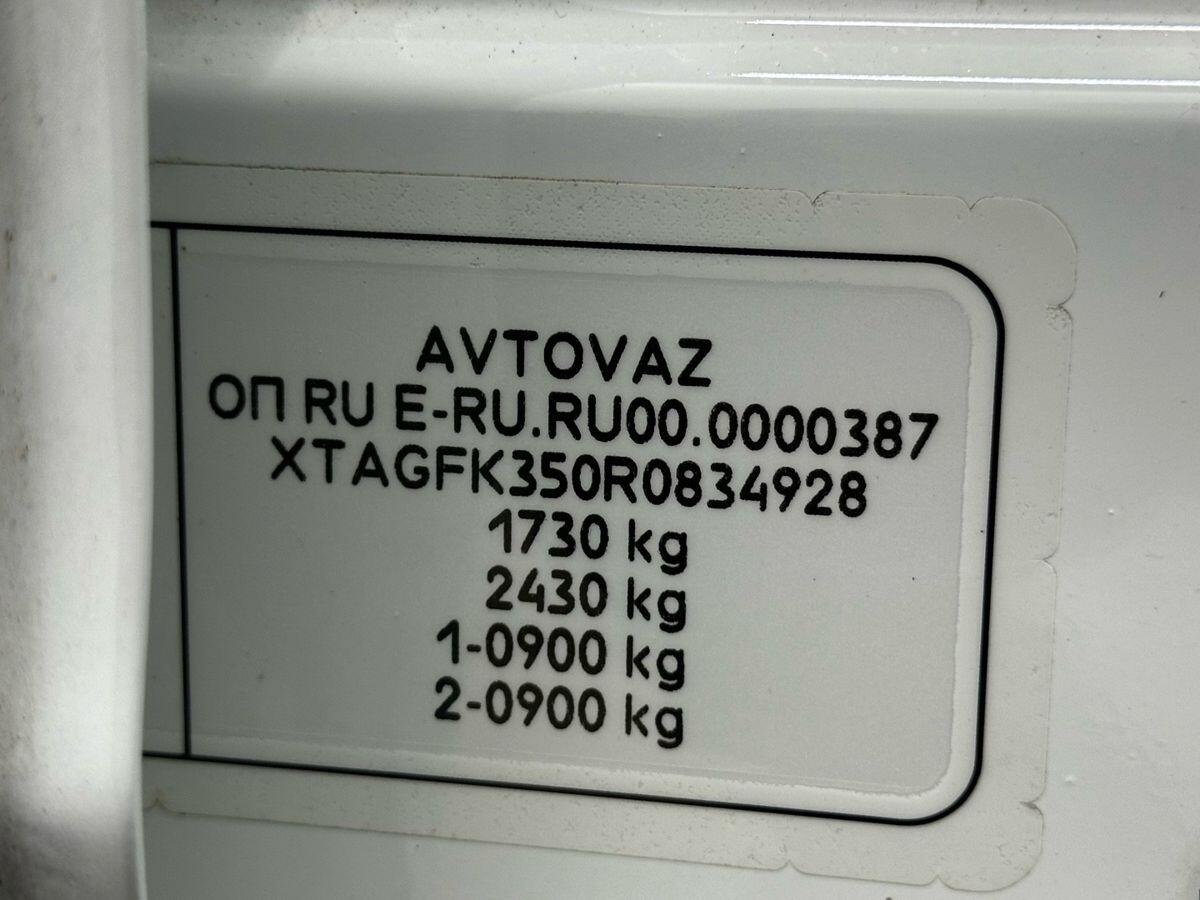 AVTOVAZ
ОП RU E-RU.RU00.0000387
XTAGFK350R0834928
1730 kg
2430 kg
1-0900 kg
2-0900 kg